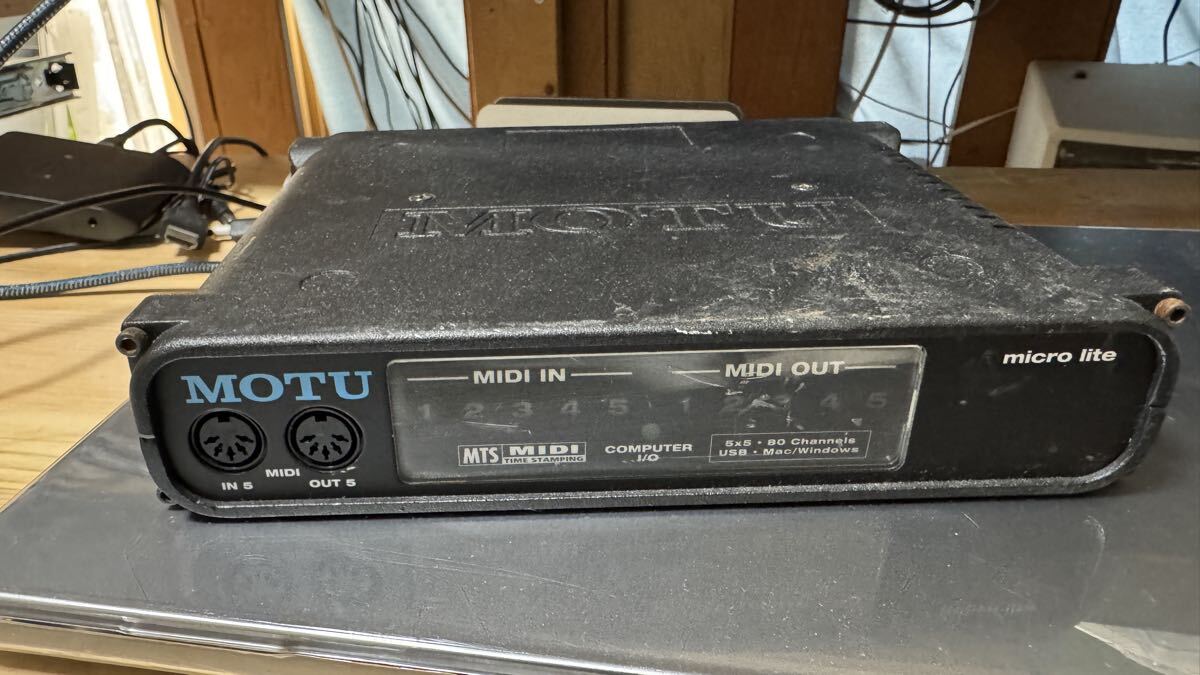 MOTU
MOTU
micro lite
MIDI IN
MIDI OUT
1 2 3 4 5
1 2 3 4 5
MTS MIDI
TIME STAMPING
COMPUTER
I/O
5x5 • 80 Channels
USB • Mac/Windows
MIDI
IN 5
OUT 5